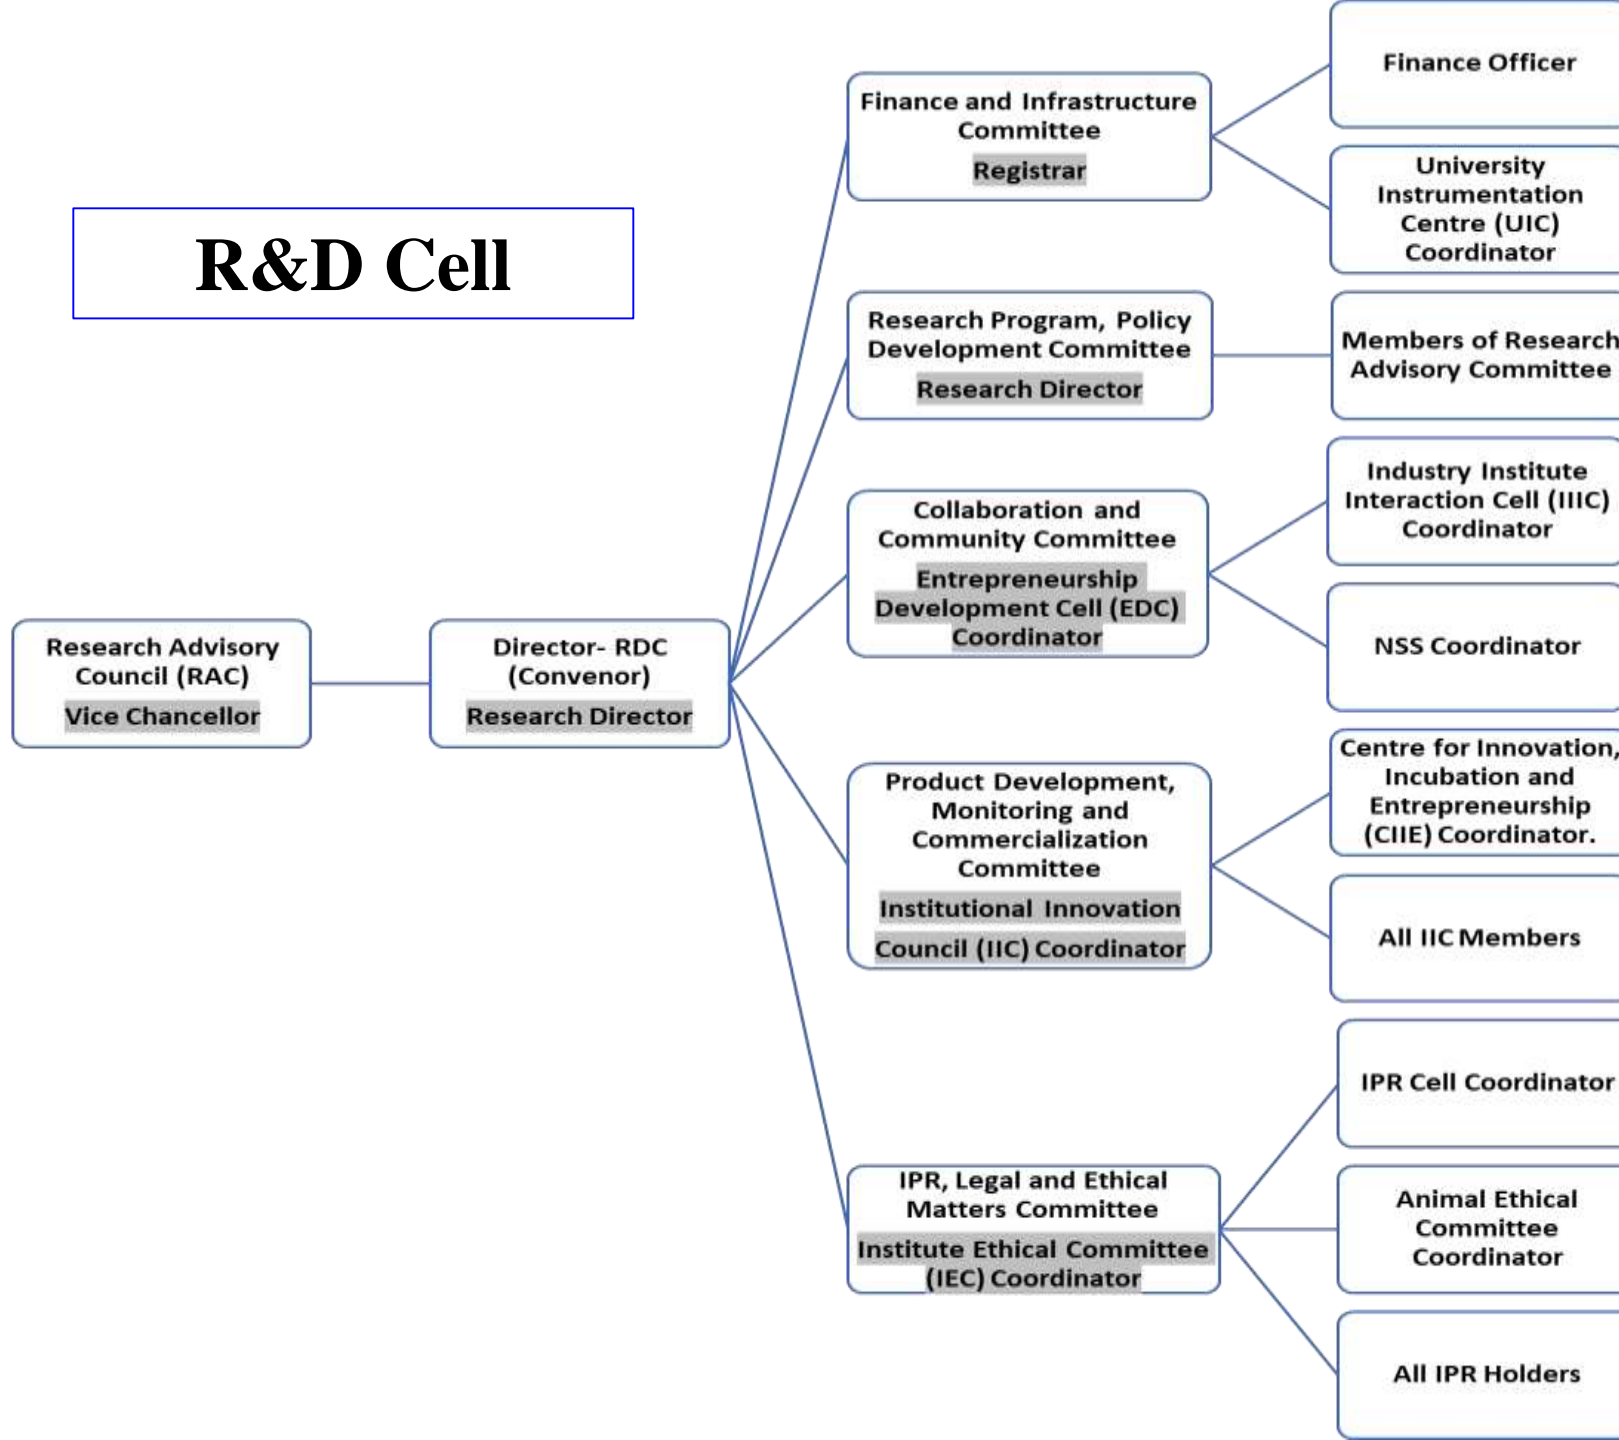 R&D Cell
Research Advisory
Council (RAC)
Vice Chancellor
Director- RDC
(Convenor)
Research Director
Finance and Infrastructure
Committee
Registrar
Finance Officer
University
Instrumentation
Centre (UIC)
Coordinator
Research Program, Policy
Development Committee
Research Director
Members of Research
Advisory Committee
Collaboration and
Community Committee
Entrepreneurship
Development Cell (EDC)
Coordinator
Industry Institute
Interaction Cell (IIIC)
Coordinator
NSS Coordinator
Product Development,
Monitoring and
Commercialization
Committee
Institutional Innovation
Council (IIC) Coordinator
Centre for Innovation,
Incubation and
Entrepreneurship
(CIIE) Coordinator.
All IIC Members
IPR, Legal and Ethical
Matters Committee
Institute Ethical Committee
(IEC) Coordinator
IPR Cell Coordinator
Animal Ethical
Committee
Coordinator
All IPR Holders